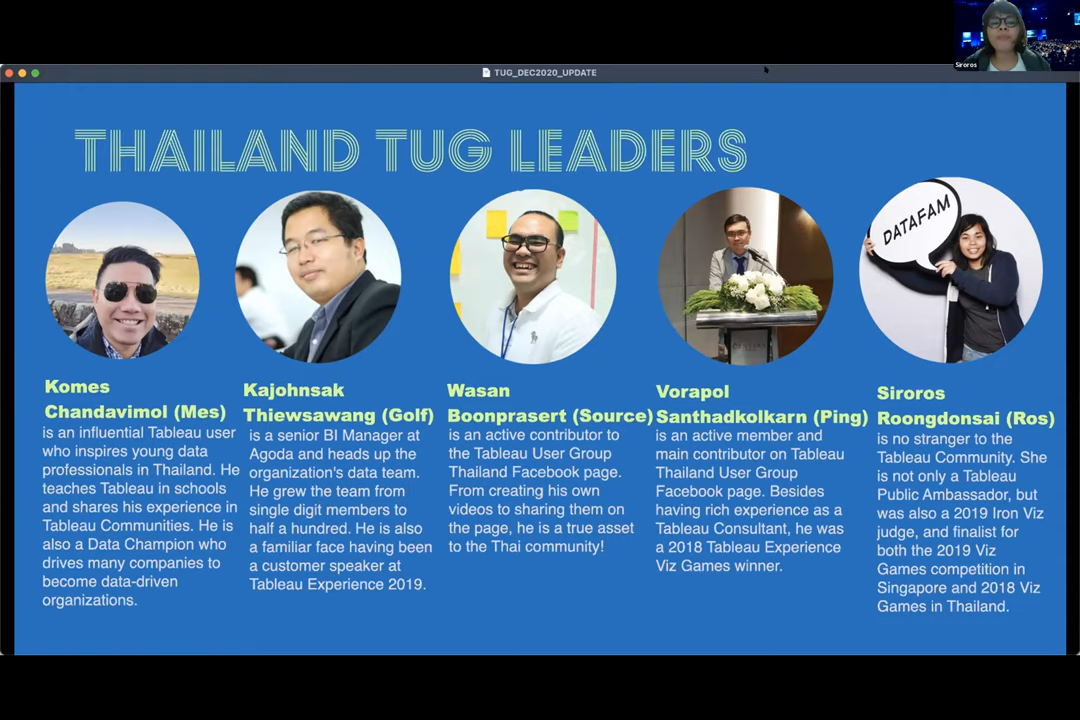 Siroros
TUG_DEC2020_UPDATE
THAILAND TUG LEADERS
DATAFAM
Komes
Chandavimol (Mes)
is an influential Tableau user
who inspires young data
professionals in Thailand. He
teaches Tableau in schools
and shares his experience in
Tableau Communities. He is
also a Data Champion who
drives many companies to
become data-driven
organizations.
Kajohnsak
Thiewsawang (Golf)
is a senior BI Manager at
Agoda and heads up the
organization's data team.
He grew the team from
single digit members to
half a hundred. He is also
a familiar face having been
a customer speaker at
Tableau Experience 2019.
Wasan
Boonprasert (Source)
is an active contributor to
the Tableau User Group
Thailand Facebook page.
From creating his own
videos to sharing them on
the page, he is a true asset
to the Thai community!
Vorapol
Santhadkolkarn (Ping)
is an active member and
main contributor on Tableau
Thailand User Group
Facebook page. Besides
having rich experience as a
Tableau Consultant, he was
a 2018 Tableau Experience
Viz Games winner.
Siroros
Roongdonsai (Ros)
is no stranger to the
Tableau Community. She
is not only a Tableau
Public Ambassador, but
was also a 2019 Iron Viz
judge, and finalist for
both the 2019 Viz
Games competition in
Singapore and 2018 Viz
Games in Thailand.